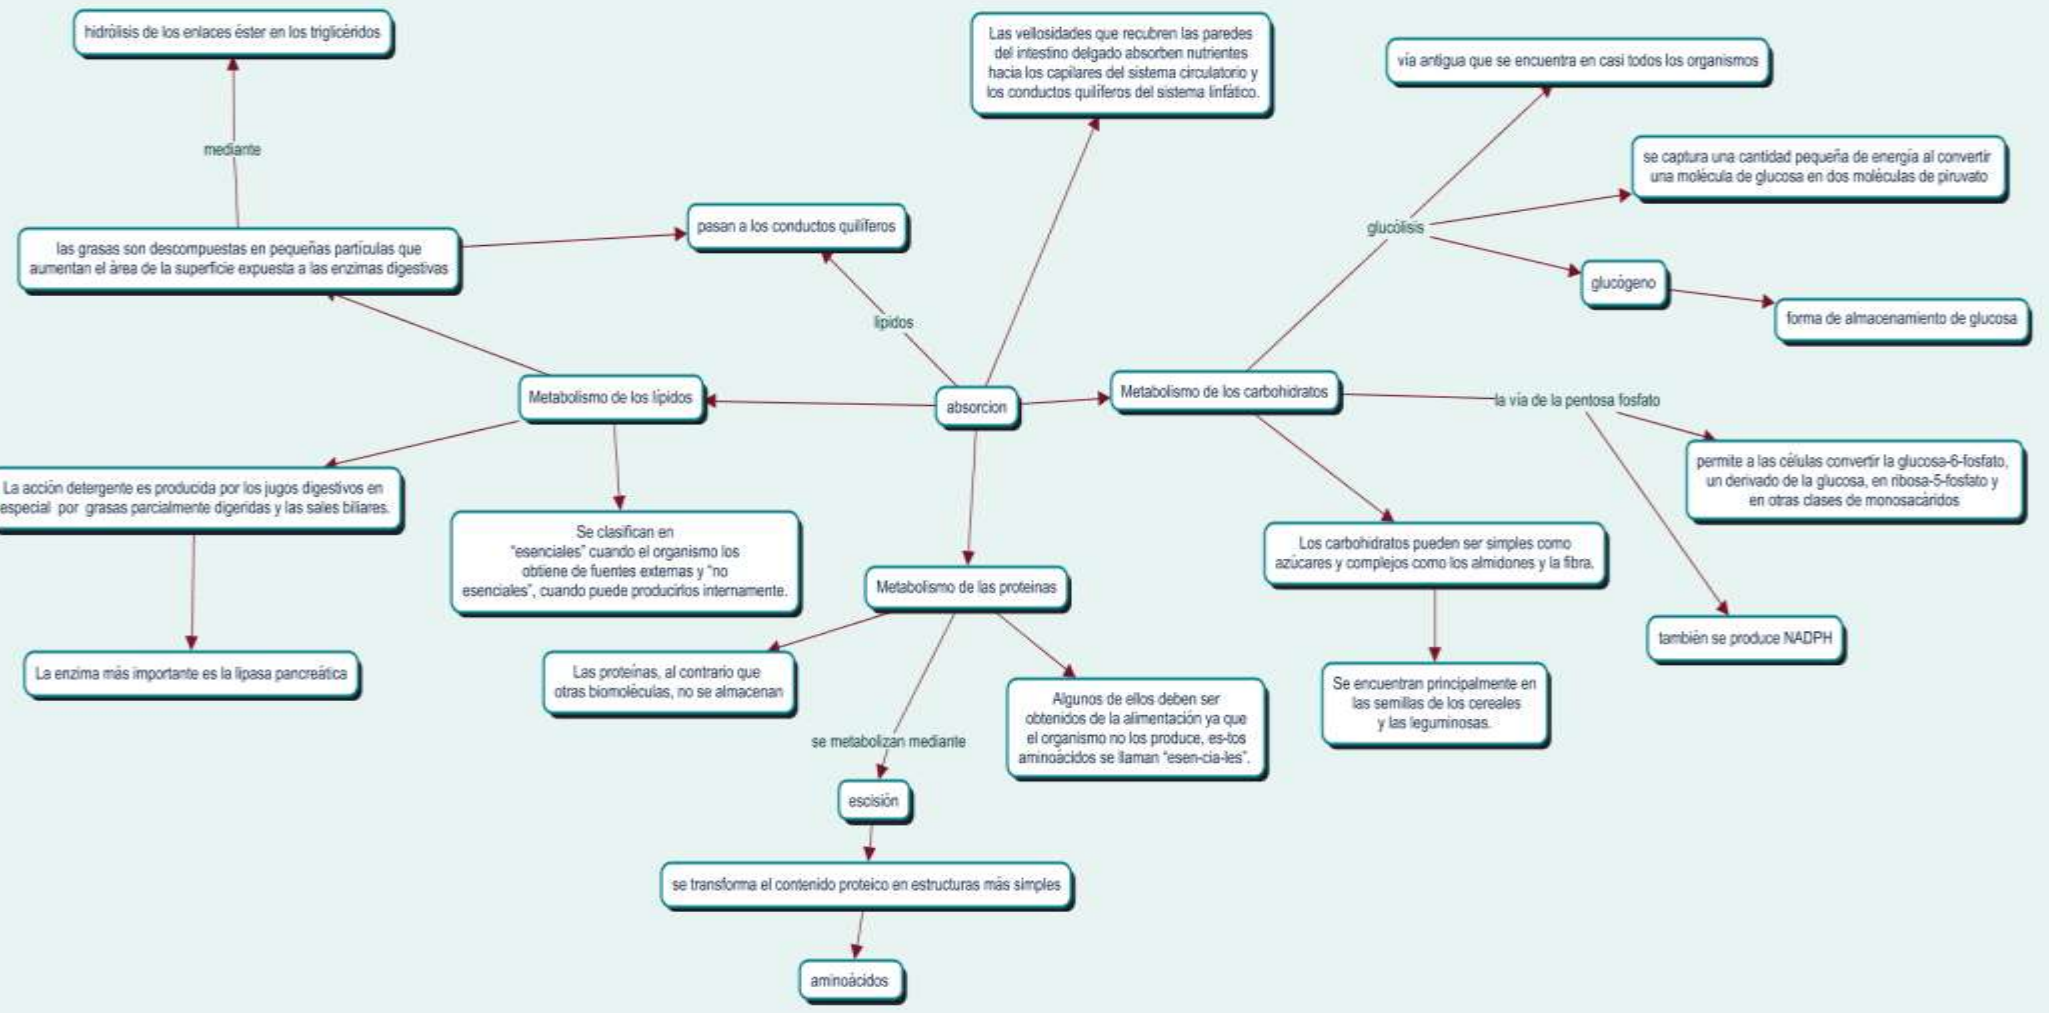 hidrólisis de los enlaces éster en los triglicéridos
mediante
las grasas son descompuestas en pequeñas partículas que
aumentan el área de la superficie expuesta a las enzimas digestivas
pasan a los conductos quilíferos
lípidos
Las vellosidades que recubren las paredes
del intestino delgado absorben nutrientes
hacia los capilares del sistema circulatorio y
los conductos quilíferos del sistema linfático.
vía antigua que se encuentra en casi todos los organismos
se captura una cantidad pequeña de energía al convertir
una molécula de glucosa en dos moléculas de piruvato
glucólisis
glucógeno
forma de almacenamiento de glucosa
Metabolismo de los lípidos
absorcion
Metabolismo de los carbohidratos
la vía de la pentosa fosfato
permite a las células convertir la glucosa-6-fosfato,
un derivado de la glucosa, en ribosa-5-fosfato y
en otras clases de monosacáridos
también se produce NADPH
La acción detergente es producida por los jugos digestivos en
especial por grasas parcialmente digeridas y las sales biliares.
La enzima más importante es la lipasa pancreática
Se clasifican en
"esenciales" cuando el organismo los
obtiene de fuentes externas y "no
esenciales", cuando puede producirlos internamente.
Metabolismo de las proteinas
Las proteínas, al contrario que
otras biomoléculas, no se almacenan
se metabolizan mediante
Algunos de ellos deben ser
obtenidos de la alimentación ya que
el organismo no los produce, es-tos
aminoácidos se llaman "esen-cia-les".
escisión
se transforma el contenido proteico en estructuras más simples
aminoácidos
Los carbohidratos pueden ser simples como
azúcares y complejos como los almidones y la fibra.
Se encuentran principalmente en
las semillas de los cereales
y las leguminosas.